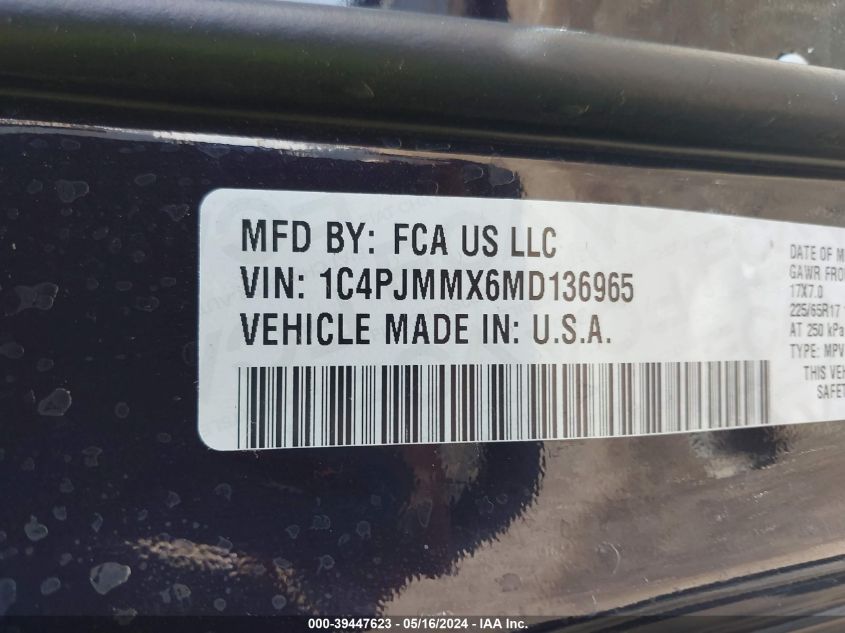 MFD BY: FCA US LLC
VIN: 1C4PJMMX6MD136965
VEHICLE MADE IN: U.S.A.
DATE OF M
GAWR FRO
17X7.0
225/65R17
AT 250 kPa
TYPE: MPV
THIS VEH
SAFET
000-39447623 - 05/16/2024 - IAA Inc.